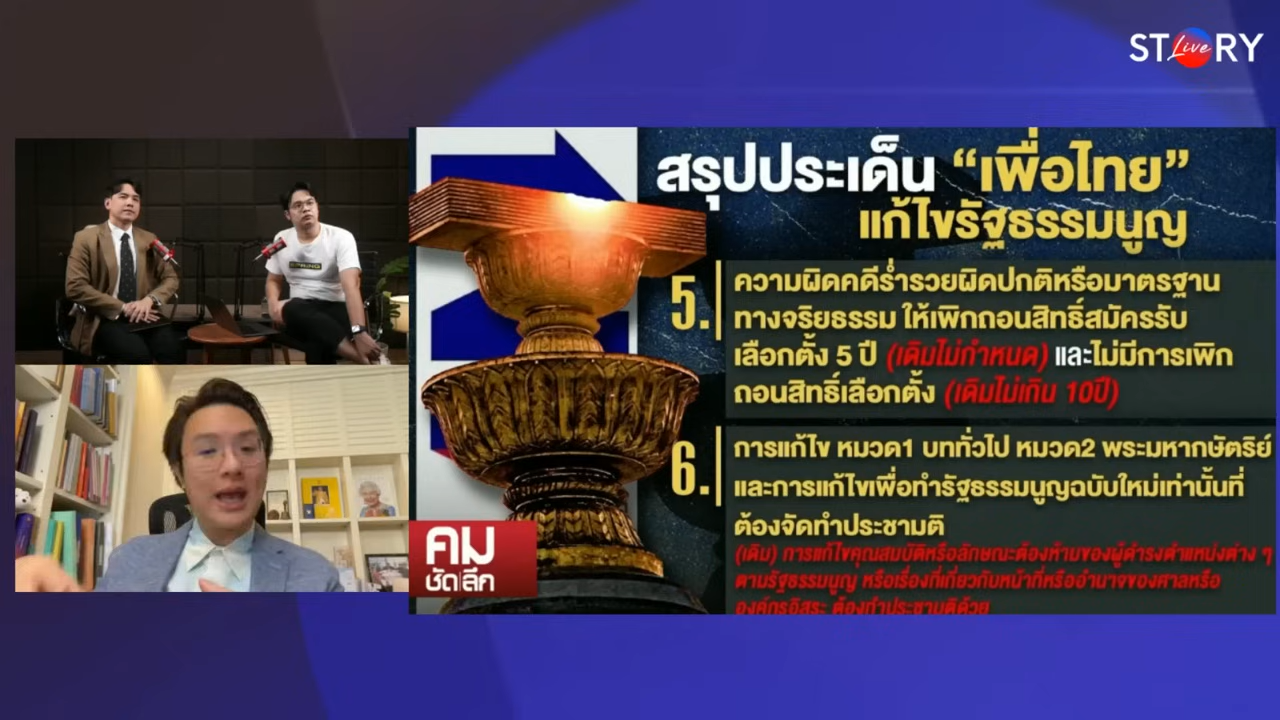 STORY
Live
สรุปประเด็น “เพื่อไทย”
แก้ไขรัฐธรรมนูญ
5. ความผิดคดีร่ำรวยผิดปกติหรือมาตรฐาน
ทางจริยธรรม ให้เพิกถอนสิทธิ์สมัครรับ
เลือกตั้ง 5 ปี (เดิมไม่กำหนด) และไม่มีการเพิก
ถอนสิทธิ์เลือกตั้ง (เดิมไม่เกิน 10ปี)
6. การแก้ไข หมวด1 บททั่วไป หมวด2 พระมหากษัตริย์
และการแก้ไขเพื่อทำรัฐธรรมนูญฉบับใหม่เท่านั้นที่
ต้องจัดทำประชามติ
(เดิม) การแก้ไขคุณสมบัติหรือลักษณะต้องห้ามของผู้ดำรงตำแหน่งต่าง ๆ
ตามรัฐธรรมนูญ หรือเรื่องที่เกี่ยวกับหน้าที่หรืออำนาจของศาลหรือ
องค์กรอิสระ ต้องทำประชามติด้วย
คม
ชัดลึก